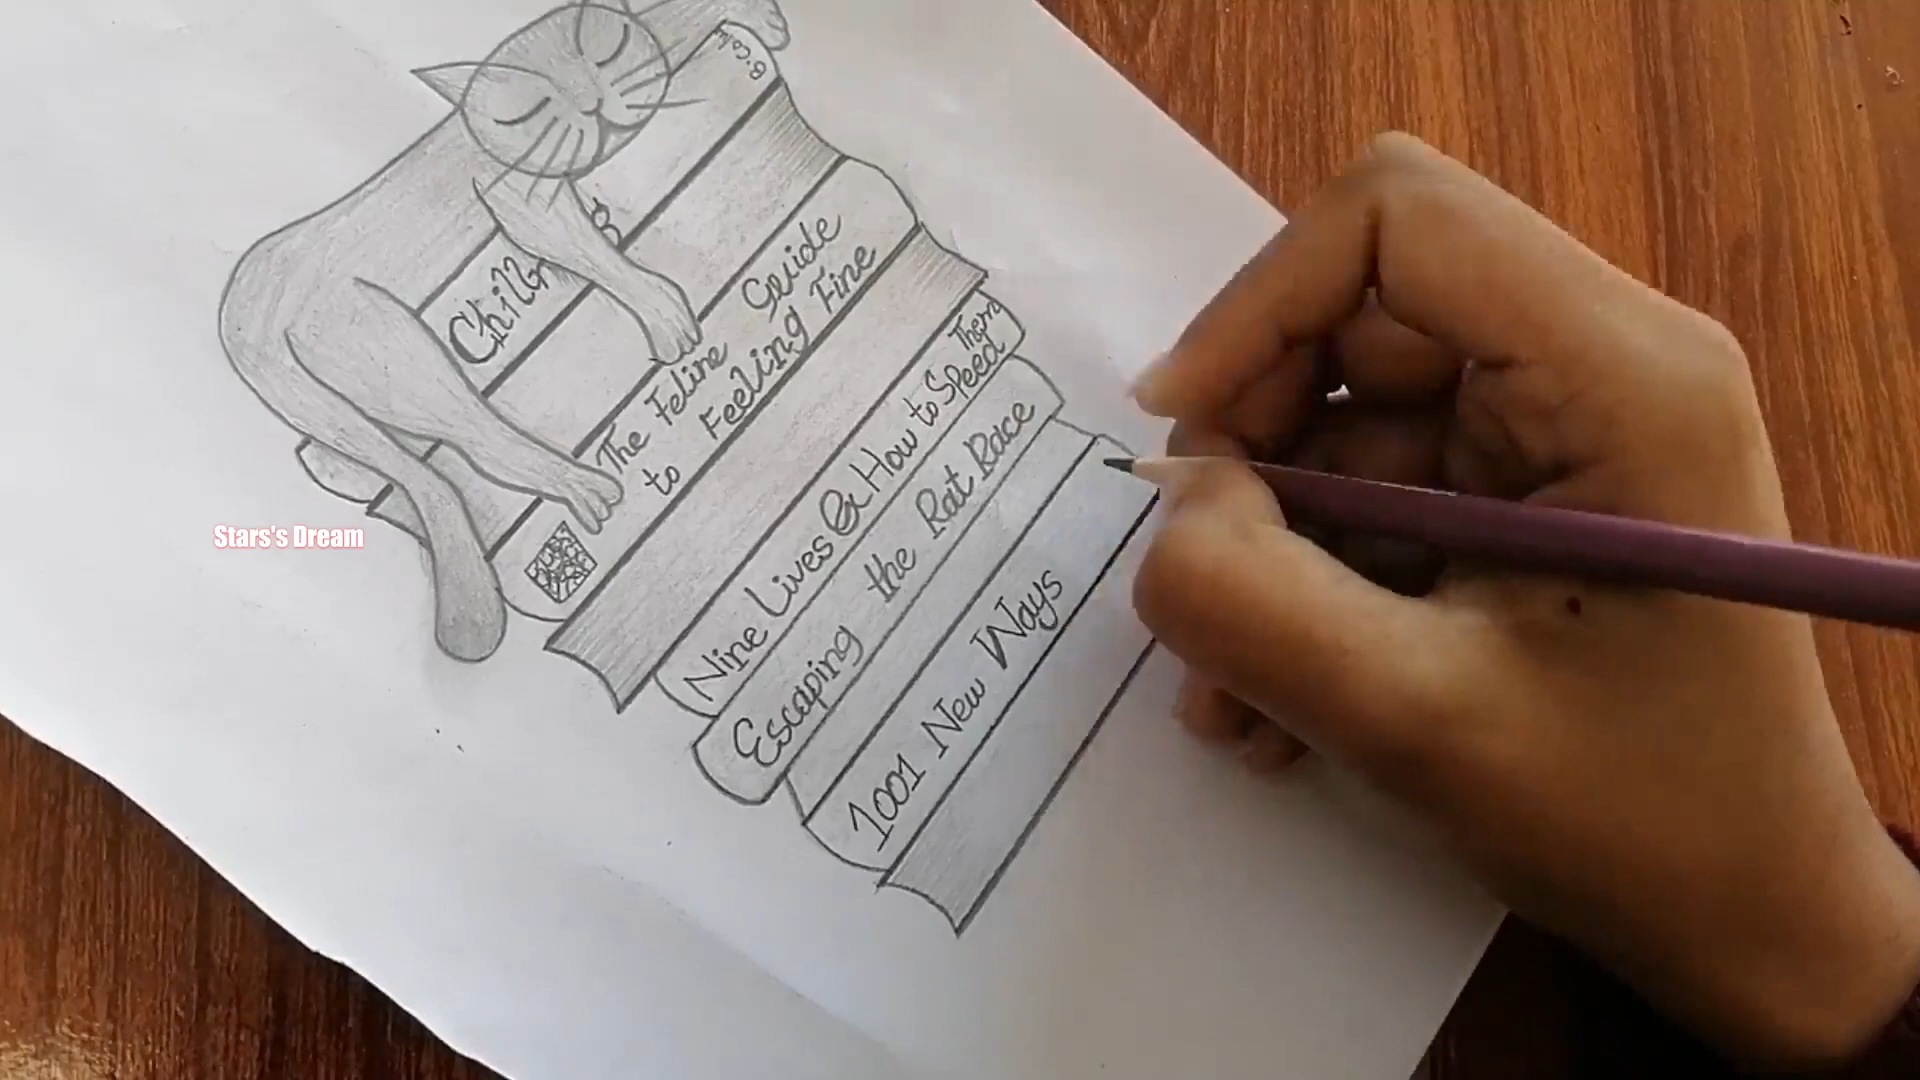 B. Cool
Chill
g
The Feline Guide
to Feeling Fine
Nine Lives & How to Speed
Them
Escaping the Rat Race
1001 New Ways
Stars's Dream